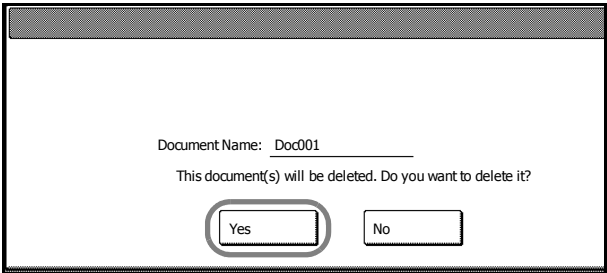 Document Name: Doc001
This document(s) will be deleted. Do you want to delete it?
Yes No